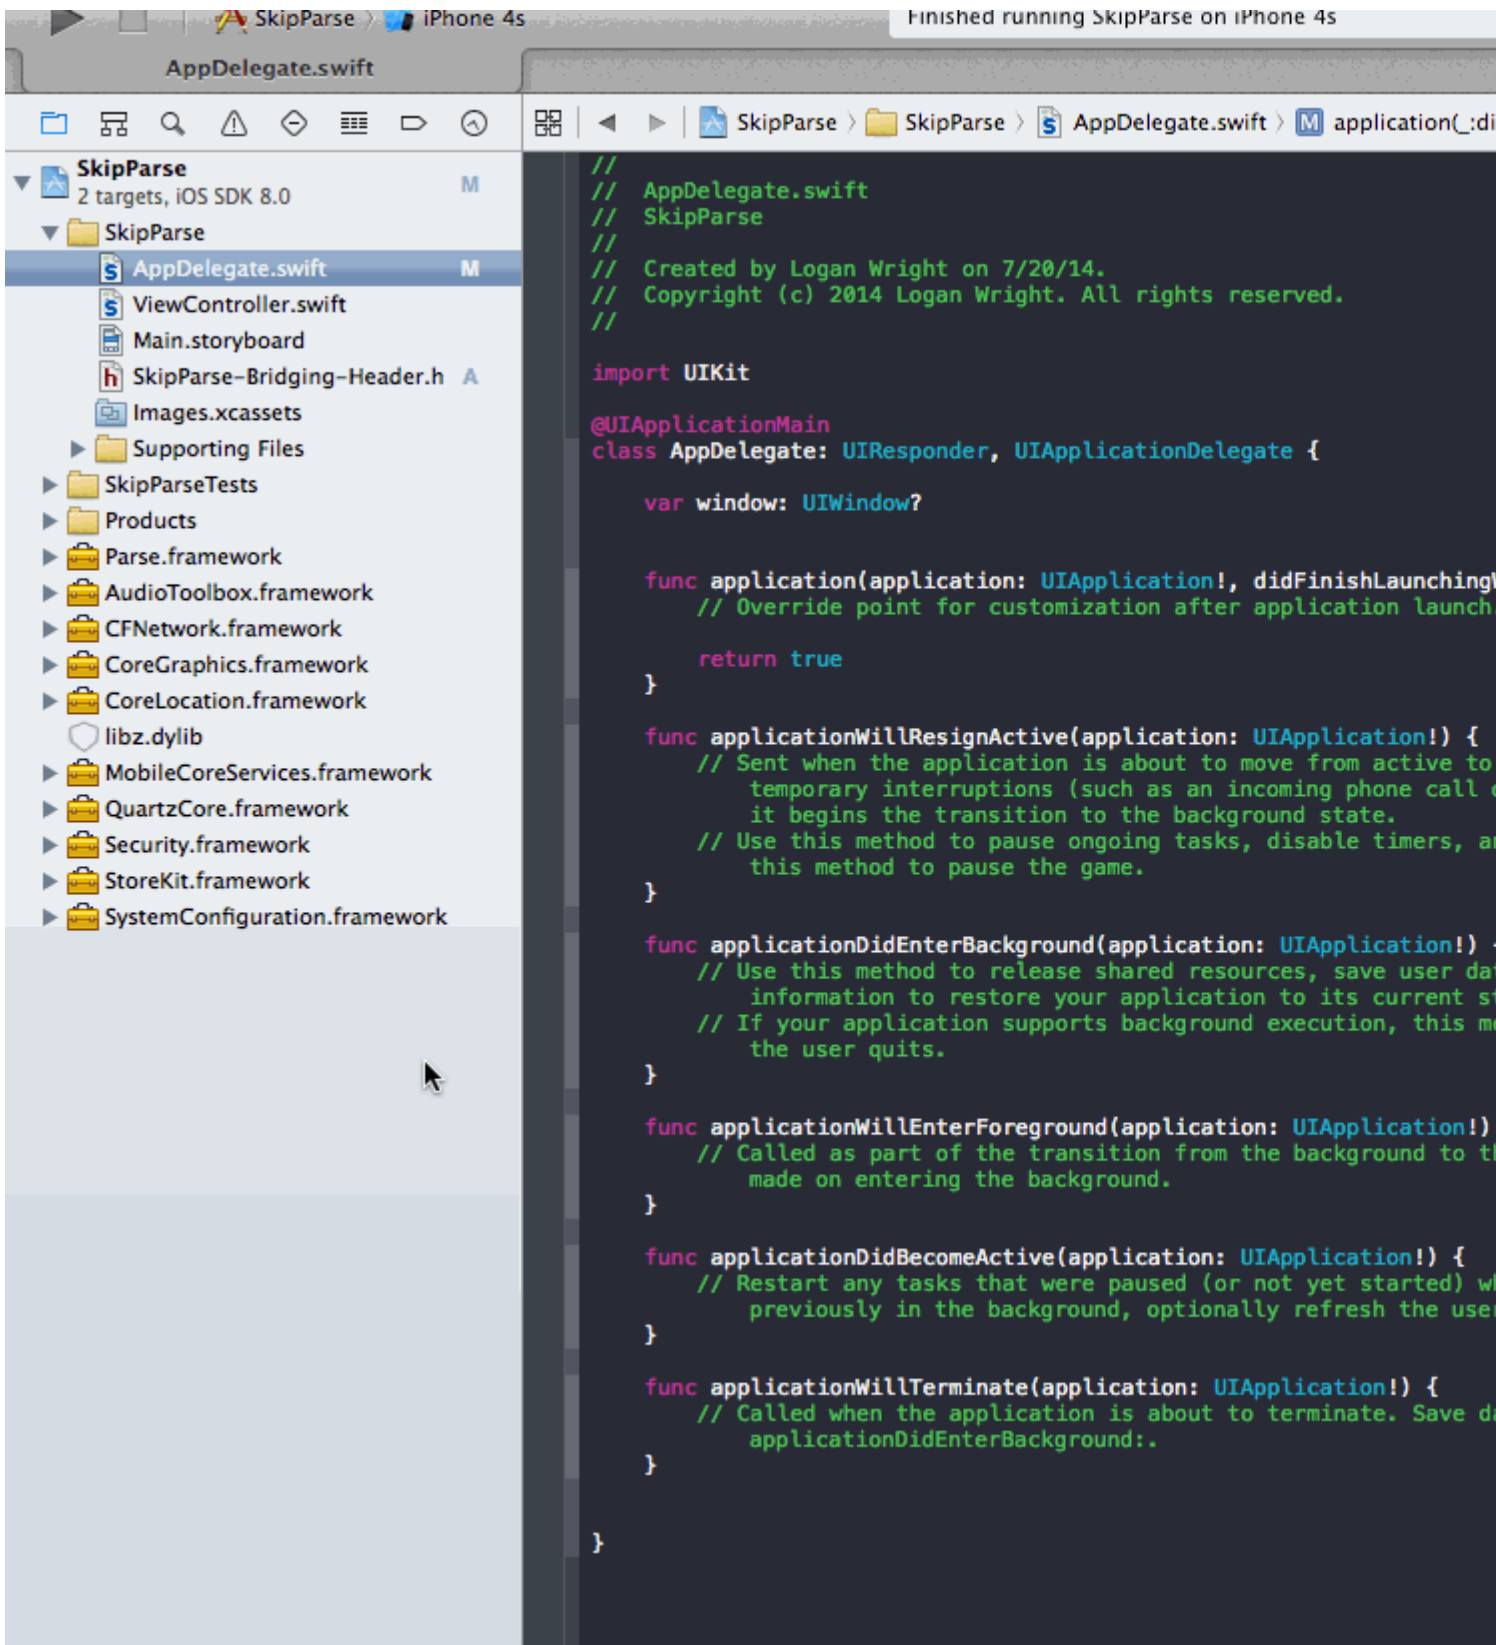 SkipParse iPhone 4s
Finished running SkipParse on iPhone 4s
AppDelegate.swift
SkipParse SkipParse AppDelegate.swift M application(_:di
SkipParse
2 targets, iOS SDK 8.0 M
SkipParse
AppDelegate.swift M
ViewController.swift
Main.storyboard
h SkipParse-Bridging-Header.h A
Images.xcassets
Supporting Files
SkipParseTests
Products
Parse.framework
AudioToolbox.framework
CFNetwork.framework
CoreGraphics.framework
CoreLocation.framework
libz.dylib
MobileCoreServices.framework
QuartzCore.framework
Security.framework
StoreKit.framework
SystemConfiguration.framework
//
// AppDelegate.swift
// SkipParse
//
// Created by Logan Wright on 7/20/14.
// Copyright (c) 2014 Logan Wright. All rights reserved.
//
import UIKit
@UIApplicationMain
class AppDelegate: UIResponder, UIApplicationDelegate {
var window: UIWindow?
func application(application: UIApplication!, didFinishLaunchingW
// Override point for customization after application launch.
return true
}
func applicationWillResignActive(application: UIApplication!) {
// Sent when the application is about to move from active to
temporary interruptions (such as an incoming phone call
it begins the transition to the background state.
// Use this method to pause ongoing tasks, disable timers, an
this method to pause the game.
}
func applicationDidEnterBackground(application: UIApplication!) {
// Use this method to release shared resources, save user dat
information to restore your application to its current st
// If your application supports background execution, this me
the user quits.
}
func applicationWillEnterForeground(application: UIApplication!)
// Called as part of the transition from the background to th
made on entering the background.
}
func applicationDidBecomeActive(application: UIApplication!) {
// Restart any tasks that were paused (or not yet started) wh
previously in the background, optionally refresh the user
}
func applicationWillTerminate(application: UIApplication!) {
// Called when the application is about to terminate. Save da
applicationDidEnterBackground:.
}
}